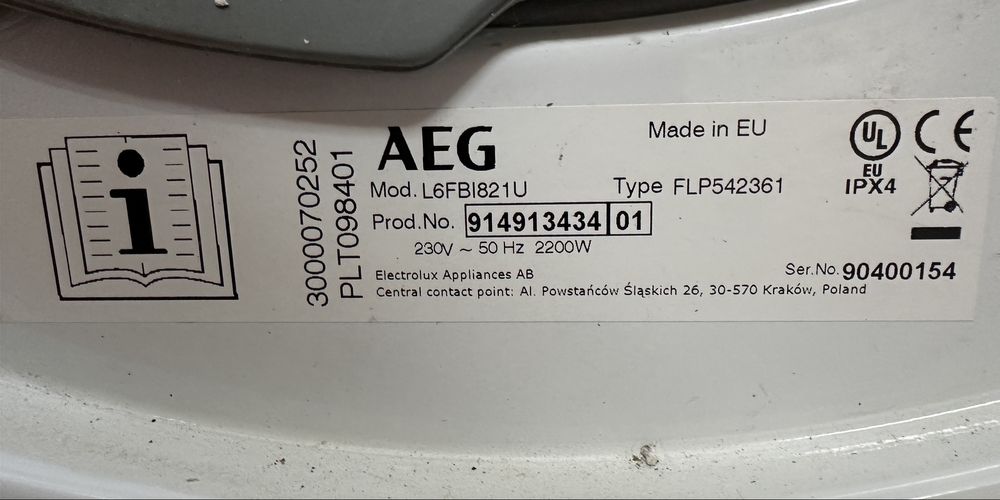 3000070252
PLT098401
AEG
Made in EU
Mod. L6FBI821U Type FLP542361
Prod.No. 914913434 01
230V ~ 50 Hz 2200W
Electrolux Appliances AB
Central contact point: Al. Powstańców Śląskich 26, 30-570 Kraków, Poland
UL CE
EU
IPX4
Ser.No. 90400154